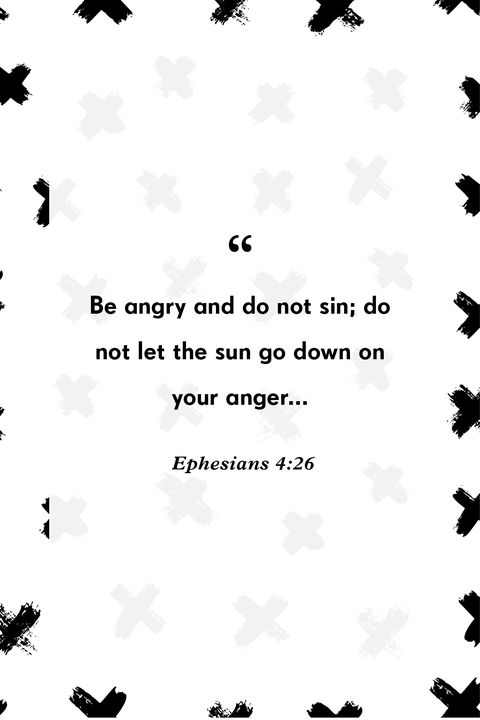 “
Be angry and do not sin; do
not let the sun go down on
your anger...
Ephesians 4:26